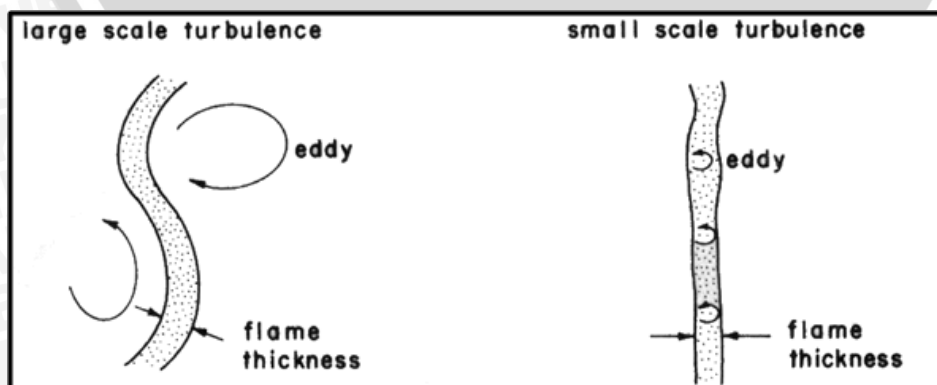 large scale turbulence
small scale turbulence
eddy
eddy
flame
thickness
flame
thickness